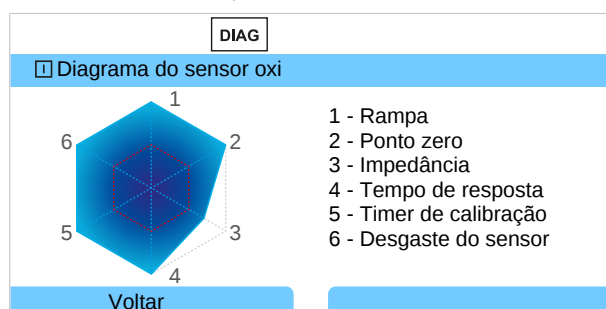 DIAG
I Diagrama do sensor oxi
1
2
3
4
5
6
1 - Rampa
2 - Ponto zero
3 - Impedância
4 - Tempo de resposta
5 - Timer de calibração
6 - Desgaste do sensor
Voltar